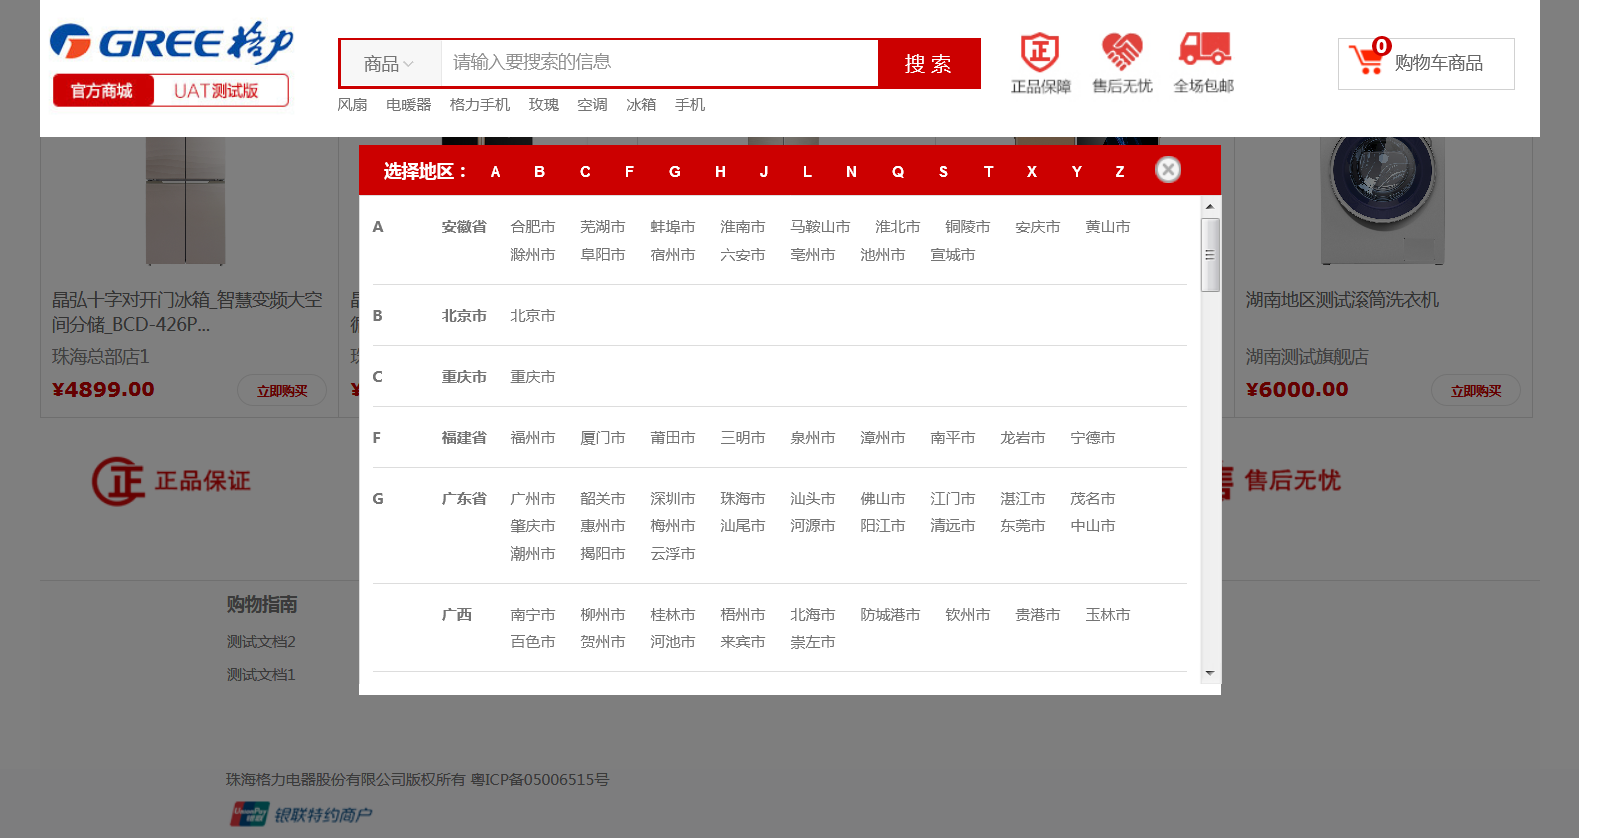 GREE格力
官方商城 UAT测试版
商品 请输入要搜索的信息 搜 索
风扇 电暖器 格力手机 玫瑰 空调 冰箱 手机
正品保障 售后无忧 全场包邮
0 购物车商品
选择地区： A B C F G H J L N Q S T X Y Z
A 安徽省 合肥市 芜湖市 蚌埠市 淮南市 马鞍山市 淮北市 铜陵市 安庆市 黄山市
滁州市 阜阳市 宿州市 六安市 亳州市 池州市 宣城市
B 北京市 北京市
C 重庆市 重庆市
F 福建省 福州市 厦门市 莆田市 三明市 泉州市 漳州市 南平市 龙岩市 宁德市
G 广东省 广州市 韶关市 深圳市 珠海市 汕头市 佛山市 江门市 湛江市 茂名市
肇庆市 惠州市 梅州市 汕尾市 河源市 阳江市 清远市 东莞市 中山市
潮州市 揭阳市 云浮市
广西 南宁市 柳州市 桂林市 梧州市 北海市 防城港市 钦州市 贵港市 玉林市
百色市 贺州市 河池市 来宾市 崇左市
晶弘十字对开门冰箱_智慧变频大空
间分储_BCD-426P...
珠海总部店1
¥4899.00 立即购买
湖南地区测试滚筒洗衣机
湖南测试旗舰店
¥6000.00 立即购买
正 正品保证
售后无忧
购物指南
测试文档2
测试文档1
珠海格力电器股份有限公司版权所有 粤ICP备05006515号
UnionPay 银联 银联特约商户